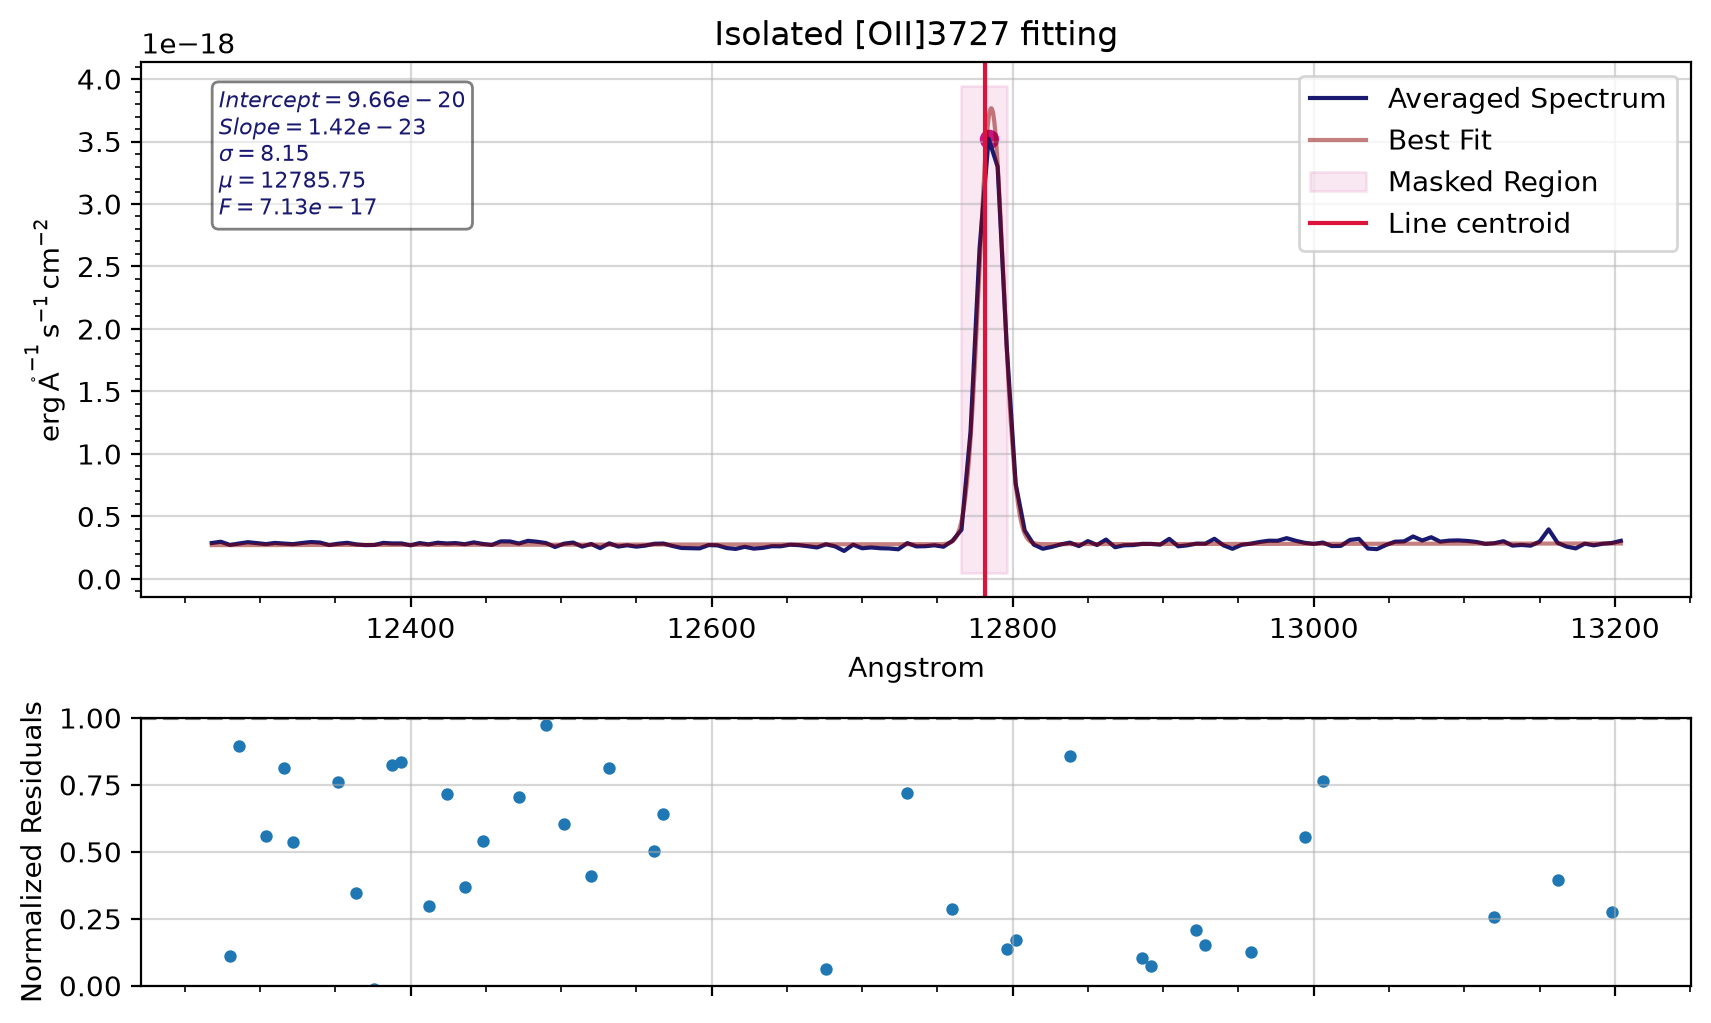 Isolated [OII]3727 fitting
1e−18
4.0
3.5
3.0
2.5
2.0
1.5
1.0
0.5
0.0
erg Å⁻¹ s⁻¹ cm⁻²
Intercept = 9.66e − 20
Slope = 1.42e − 23
σ = 8.15
μ = 12785.75
F = 7.13e − 17
Averaged Spectrum
Best Fit
Masked Region
Line centroid
12400 12600 12800 13000 13200
Angstrom
Normalized Residuals
1.00
0.75
0.50
0.25
0.00